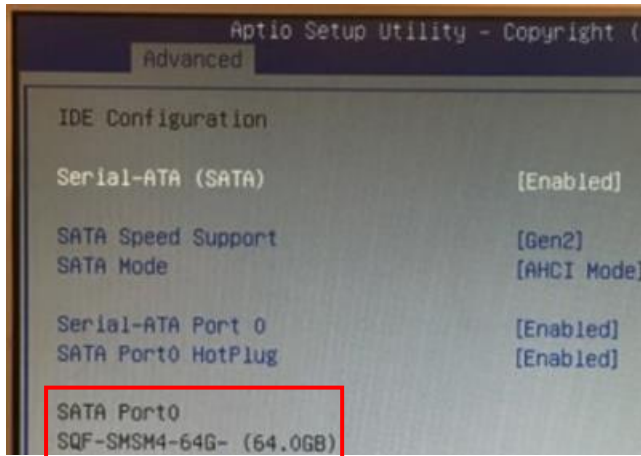 Aptio Setup Utility - Copyright (
Advanced
IDE Configuration
Serial-ATA (SATA) [Enabled]
SATA Speed Support [Gen2]
SATA Mode [AHCI Mode]
Serial-ATA Port 0 [Enabled]
SATA Port0 HotPlug [Enabled]
SATA Port0
SQF-SMSM4-64G- (64.0GB)